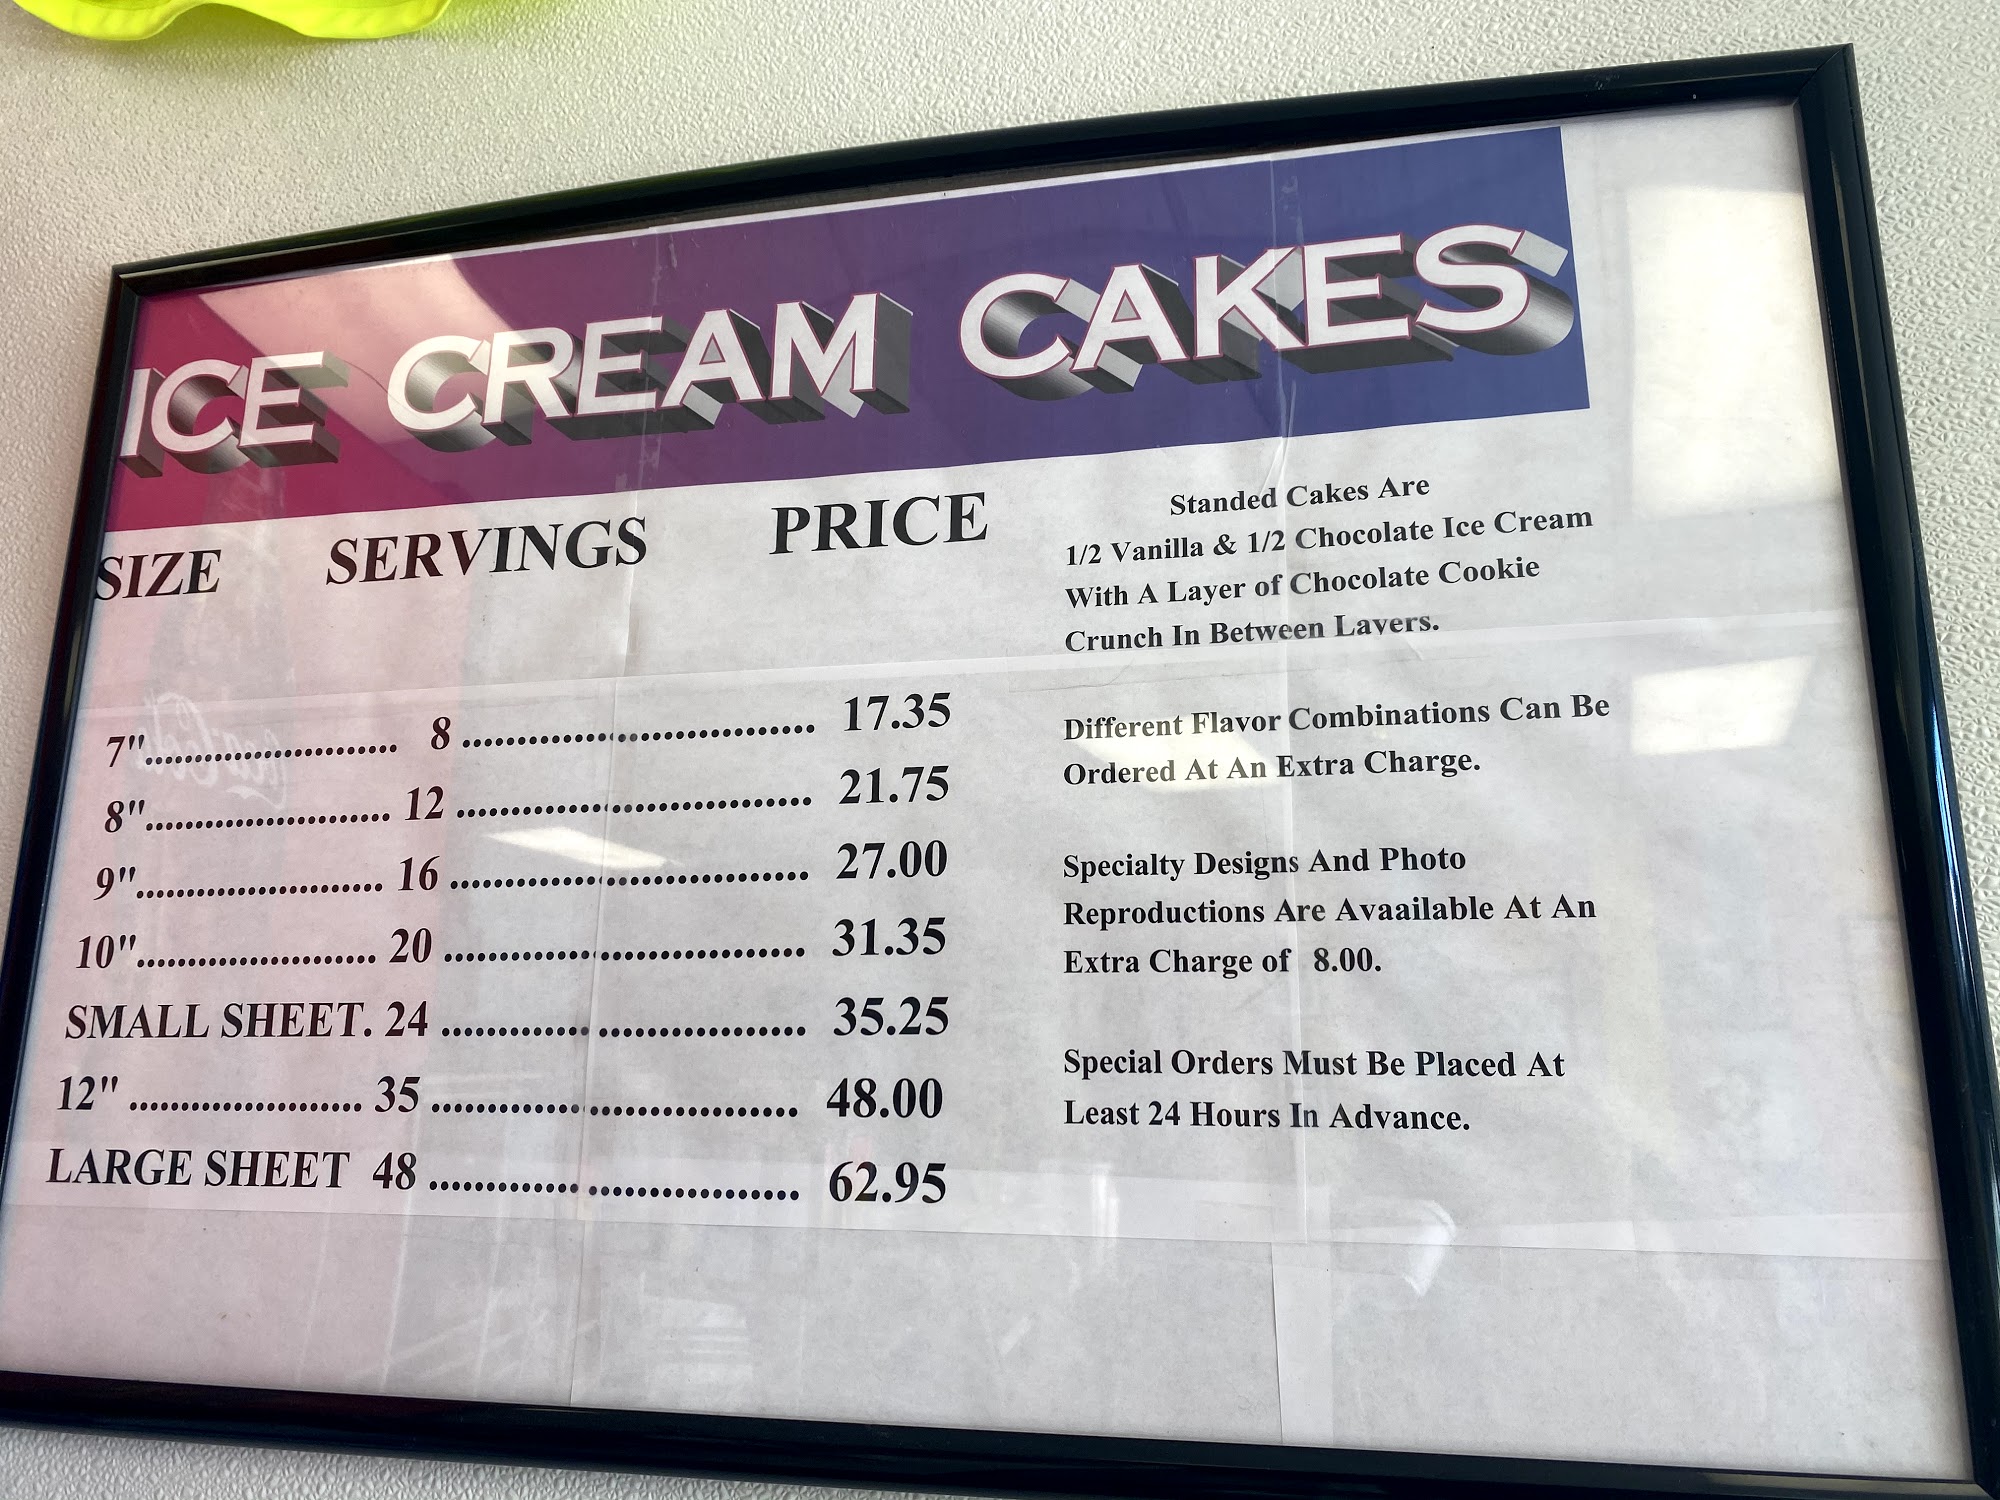 ICE CREAM CAKES
SIZE SERVINGS PRICE
7"........................ 8 ................................ 17.35
8"........................ 12 ................................ 21.75
9"........................ 16 ................................ 27.00
10"........................ 20 ................................ 31.35
SMALL SHEET. 24 ................................ 35.25
12" ........................ 35 ................................ 48.00
LARGE SHEET 48 ................................ 62.95
Standed Cakes Are
1/2 Vanilla & 1/2 Chocolate Ice Cream
With A Layer of Chocolate Cookie
Crunch In Between Layers.
Different Flavor Combinations Can Be
Ordered At An Extra Charge.
Specialty Designs And Photo
Reproductions Are Avaailable At An
Extra Charge of 8.00.
Special Orders Must Be Placed At
Least 24 Hours In Advance.